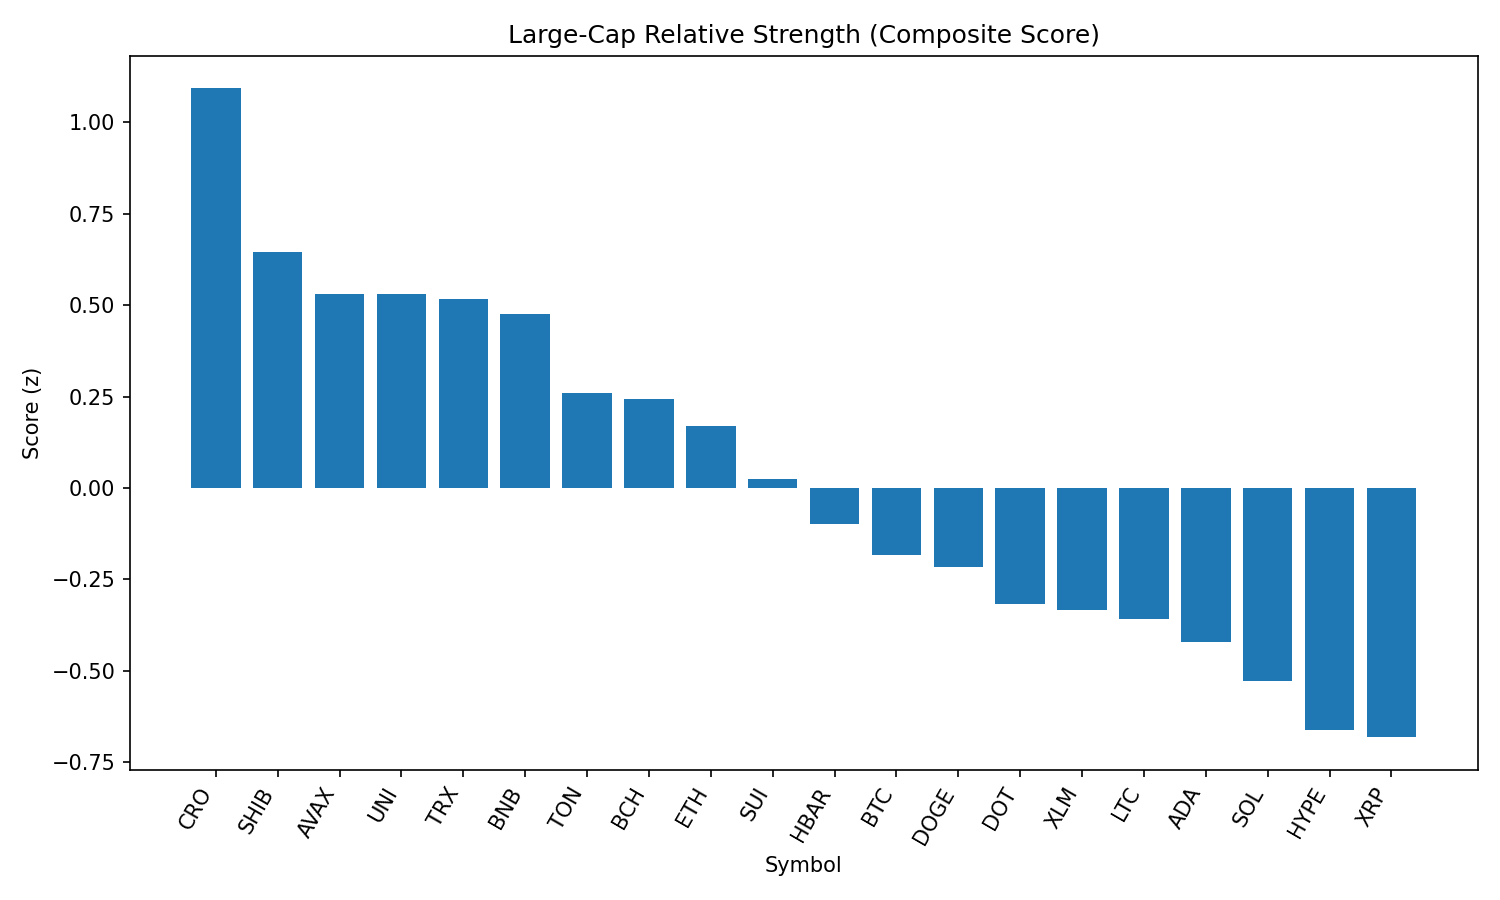 Large-Cap Relative Strength (Composite Score)
1.00
0.75
0.50
0.25
0.00
−0.25
−0.50
−0.75
Score (z)
CRO
SHIB
AVAX
UNI
TRX
BNB
TON
BCH
ETH
SUI
HBAR
BTC
DOGE
DOT
XLM
LTC
ADA
SOL
HYPE
XRP
Symbol